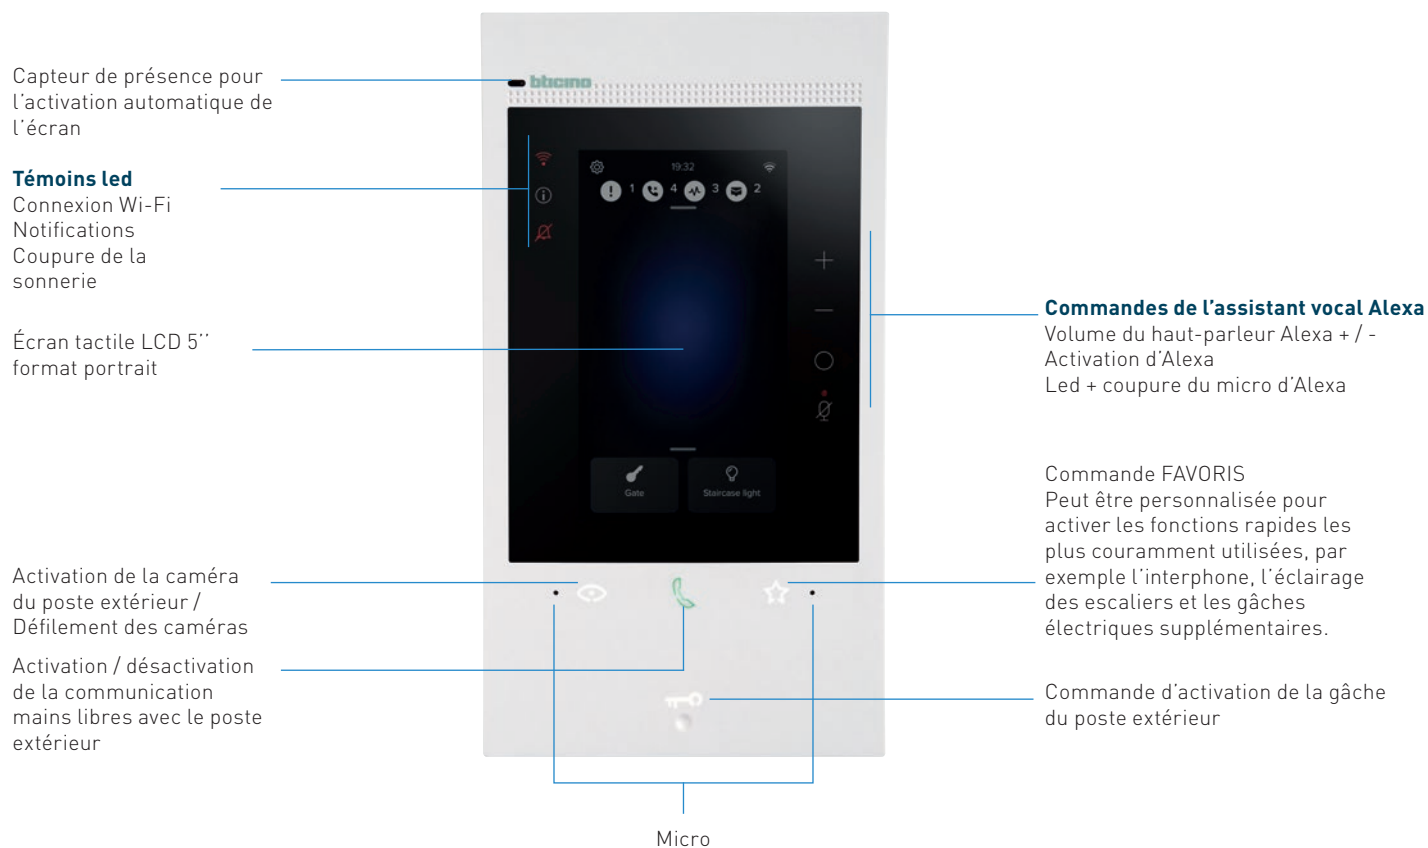 Capteur de présence pour
l'activation automatique de
l'écran
Témoins led
Connexion Wi-Fi
Notifications
Coupure de la
sonnerie
Écran tactile LCD 5’’
format portrait
Activation de la caméra
du poste extérieur /
Défilement des caméras
Activation / désactivation
de la communication
mains libres avec le poste
extérieur
bticino
19:32
1 4 3 2
Gate
Staircase light
Micro
Commandes de l’assistant vocal Alexa
Volume du haut-parleur Alexa + / -
Activation d’Alexa
Led + coupure du micro d’Alexa
Commande FAVORIS
Peut être personnalisée pour
activer les fonctions rapides les
plus couramment utilisées, par
exemple l’interphone, l’éclairage
des escaliers et les gâches
électriques supplémentaires.
Commande d’activation de la gâche
du poste extérieur